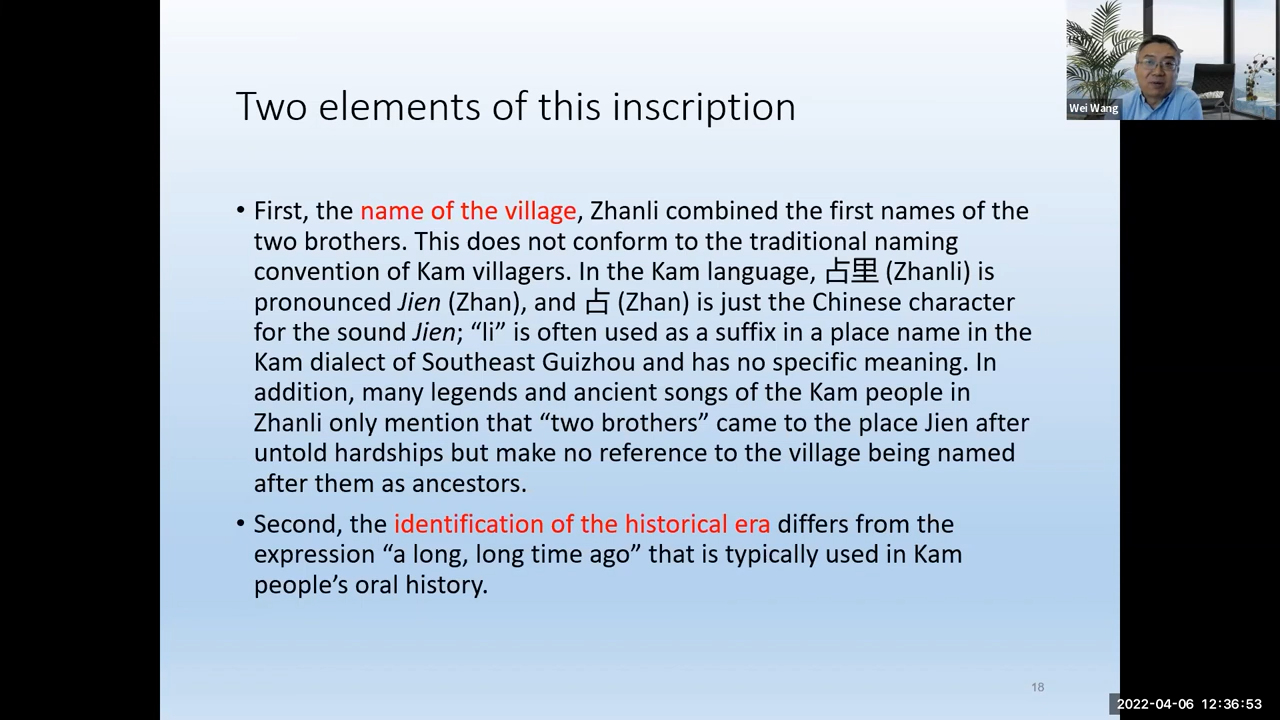 Two elements of this inscription
Wei Wang
• First, the name of the village, Zhanli combined the first names of the
two brothers. This does not conform to the traditional naming
convention of Kam villagers. In the Kam language, 占里 (Zhanli) is
pronounced Jien (Zhan), and 占 (Zhan) is just the Chinese character
for the sound Jien; “li” is often used as a suffix in a place name in the
Kam dialect of Southeast Guizhou and has no specific meaning. In
addition, many legends and ancient songs of the Kam people in
Zhanli only mention that “two brothers” came to the place Jien after
untold hardships but make no reference to the village being named
after them as ancestors.
• Second, the identification of the historical era differs from the
expression “a long, long time ago” that is typically used in Kam
people’s oral history.
18
2022-04-06 12:36:53